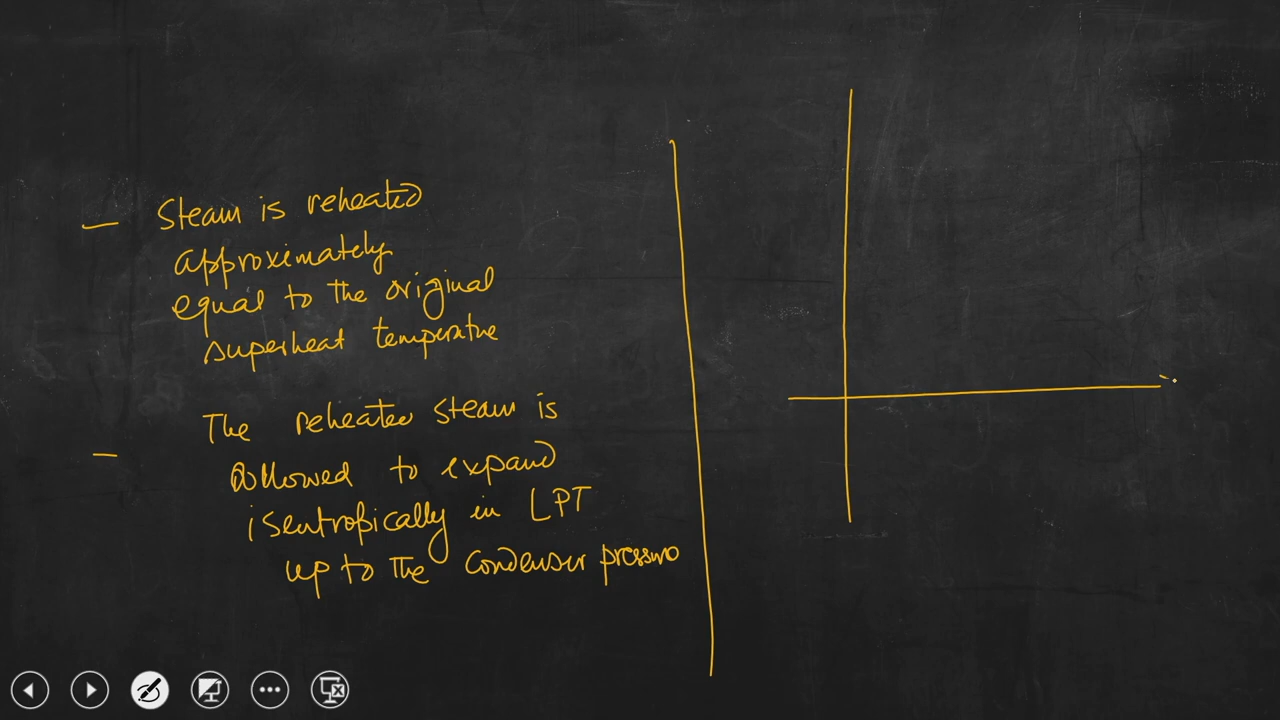 — Steam is reheated
approximately
equal to the original
superheat temperature
— The reheated steam is
allowed to expand
isentropically in LPT
up to the condenser pressure